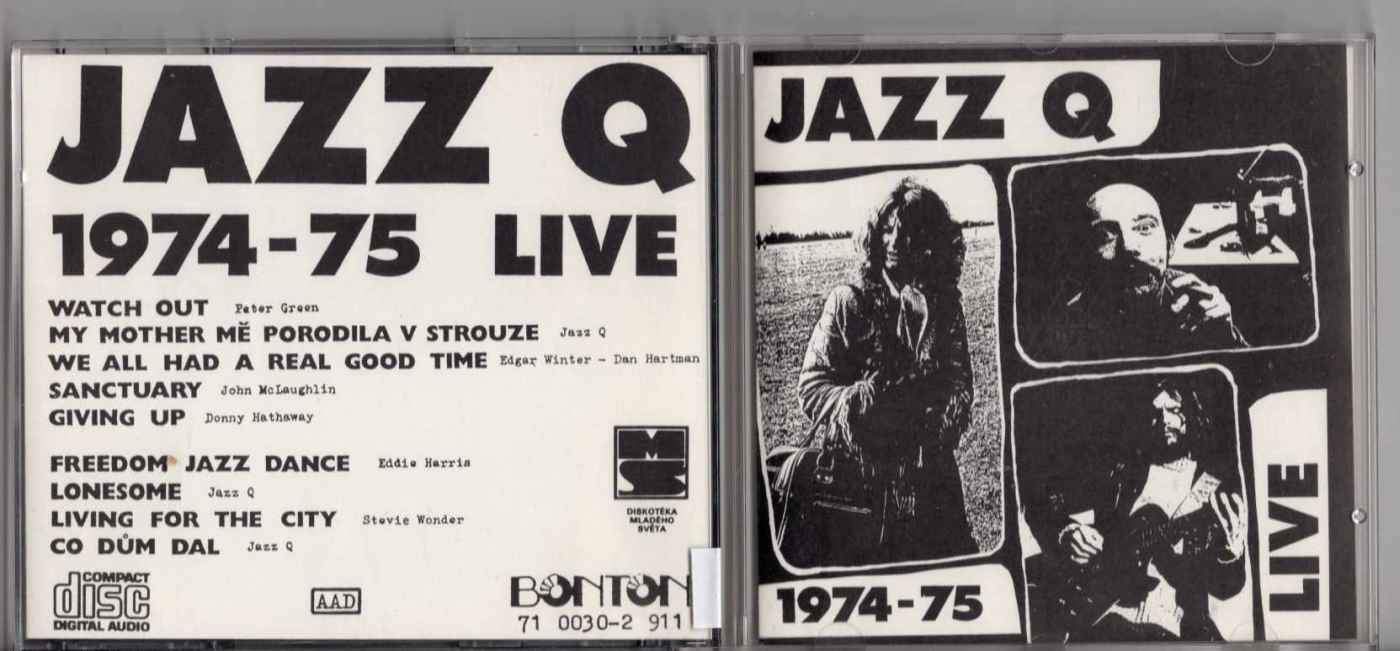 JAZZ Q
1974-75 LIVE
WATCH OUT Peter Green
MY MOTHER MĚ PORODILA V STROUZE Jazz Q
WE ALL HAD A REAL GOOD TIME Edgar Winter - Dan Hartman
SANCTUARY John McLaughlin
GIVING UP Donny Hathaway
FREEDOM JAZZ DANCE Eddie Harris
LONESOME Jazz Q
LIVING FOR THE CITY Stevie Wonder
CO DŮM DAL Jazz Q
MS
DISKOTÉKA
MLADÉHO
SVĚTA
COMPACT
disc
DIGITAL AUDIO
AAD
BONTON
71 0030-2 911
JAZZ Q
1974-75
LIVE